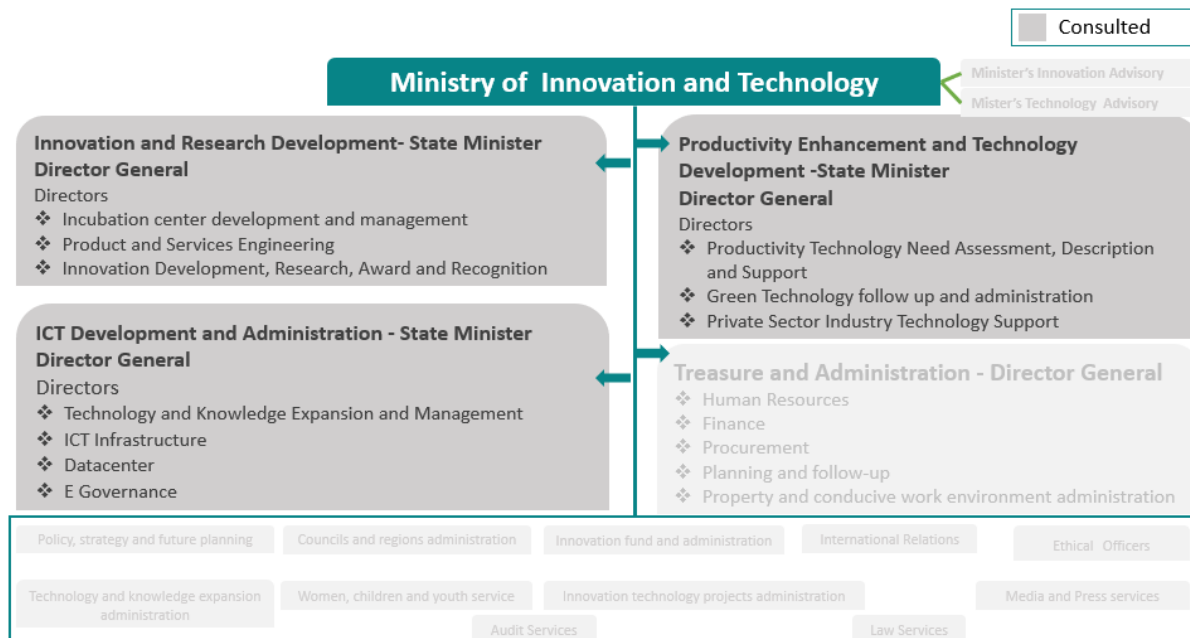 Consulted
Ministry of Innovation and Technology
Minister's Innovation Advisory
Mister's Technology Advisory
Innovation and Research Development- State Minister
Director General
Directors
❖ Incubation center development and management
❖ Product and Services Engineering
❖ Innovation Development, Research, Award and Recognition
Productivity Enhancement and Technology
Development -State Minister
Director General
Directors
❖ Productivity Technology Need Assessment, Description
and Support
❖ Green Technology follow up and administration
❖ Private Sector Industry Technology Support
ICT Development and Administration - State Minister
Director General
Directors
❖ Technology and Knowledge Expansion and Management
❖ ICT Infrastructure
❖ Datacenter
❖ E Governance
Treasure and Administration - Director General
❖ Human Resources
❖ Finance
❖ Procurement
❖ Planning and follow-up
❖ Property and conducive work environment administration
Policy, strategy and future planning
Councils and regions administration
Innovation fund and administration
International Relations
Ethical Officers
Technology and knowledge expansion
administration
Women, children and youth service
Innovation technology projects administration
Media and Press services
Audit Services
Law Services